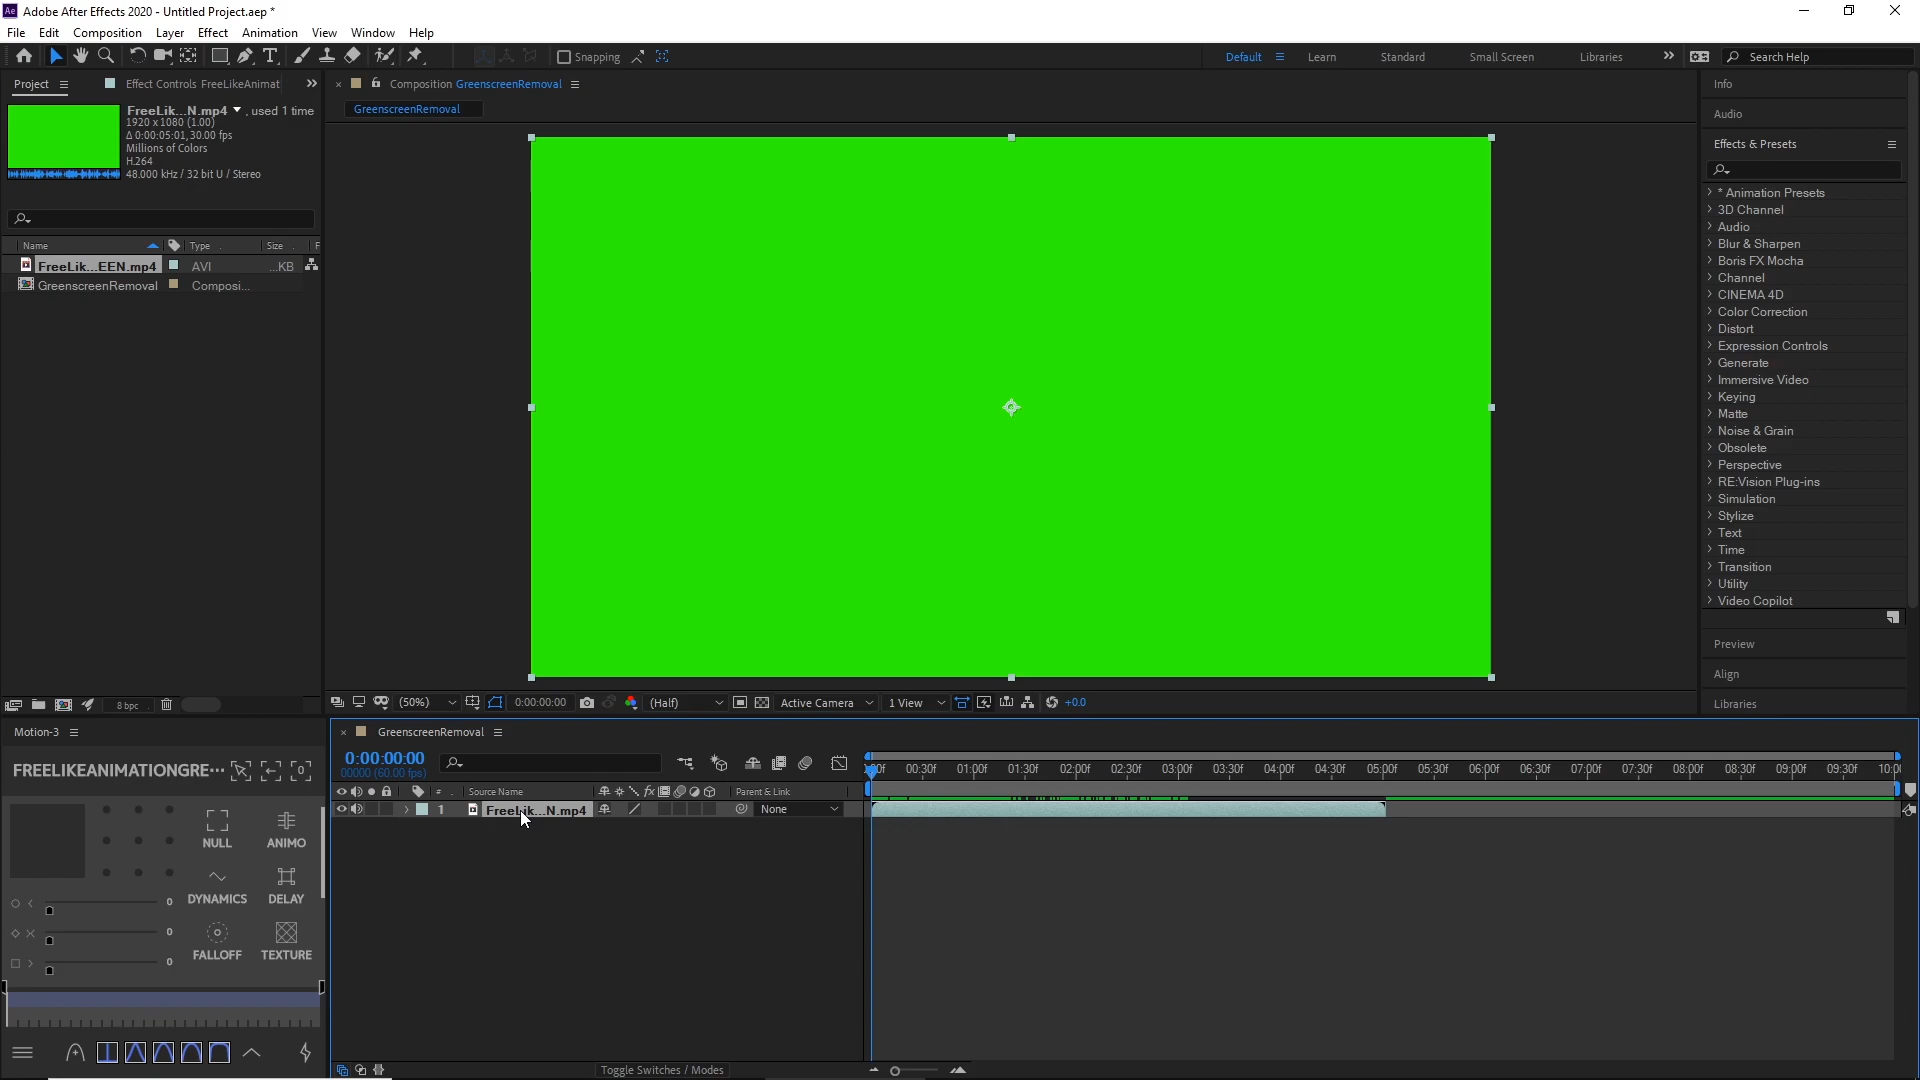 Adobe After Effects 2020 - Untitled Project.aep *
File Edit Composition Layer Effect Animation View Window Help
Snapping
Default Learn Standard Small Screen Libraries Search Help
Project Effect Controls FreeLikeAnimat
Composition GreenscreenRemoval
GreenscreenRemoval
FreeLik...N.mp4 , used 1 time
1920 x 1080 (1.00)
Δ 0:00:05:01, 30.00 fps
Millions of Colors
H.264
48.000 kHz / 32 bit U / Stereo
Name Type Size F
FreeLik...EEN.mp4 AVI ...KB
GreenscreenRemoval Composi...
Info
Audio
Effects & Presets
* Animation Presets
3D Channel
Audio
Blur & Sharpen
Boris FX Mocha
Channel
CINEMA 4D
Color Correction
Distort
Expression Controls
Generate
Immersive Video
Keying
Matte
Noise & Grain
Obsolete
Perspective
RE:Vision Plug-ins
Simulation
Stylize
Text
Time
Transition
Utility
Video Copilot
Preview
Align
Libraries
8 bpc
(50%) 0:00:00:00 (Half) Active Camera 1 View +0.0
Motion-3
FREELIKEANIMATIONGRE···
NULL ANIMO
DYNAMICS DELAY
FALLOFF TEXTURE
0
0
0
GreenscreenRemoval
0:00:00:00
00000 (60.00 fps)
00:30f 01:00f 01:30f 02:00f 02:30f 03:00f 03:30f 04:00f 04:30f 05:00f 05:30f 06:00f 06:30f 07:00f 07:30f 08:00f 08:30f 09:00f 09:30f
# Source Name Parent & Link
1 FreeLik...N.mp4 None
Toggle Switches / Modes